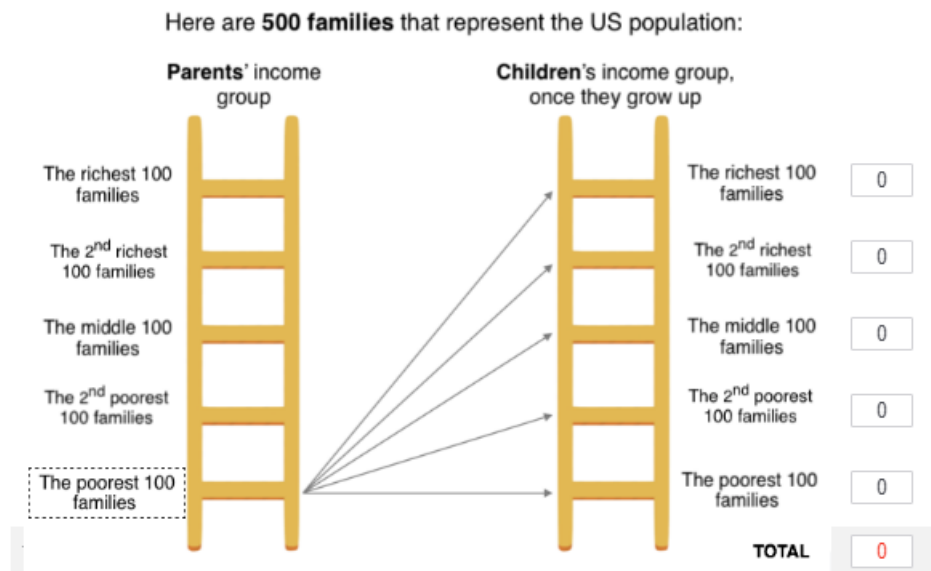 Here are 500 families that represent the US population:
Parents' income
group
The richest 100
families
The 2nd richest
100 families
The middle 100
families
The 2nd poorest
100 families
The poorest 100
families
Children's income group,
once they grow up
The richest 100
families
0
The 2nd richest
100 families
0
The middle 100
families
0
The 2nd poorest
100 families
0
The poorest 100
families
0
TOTAL
0